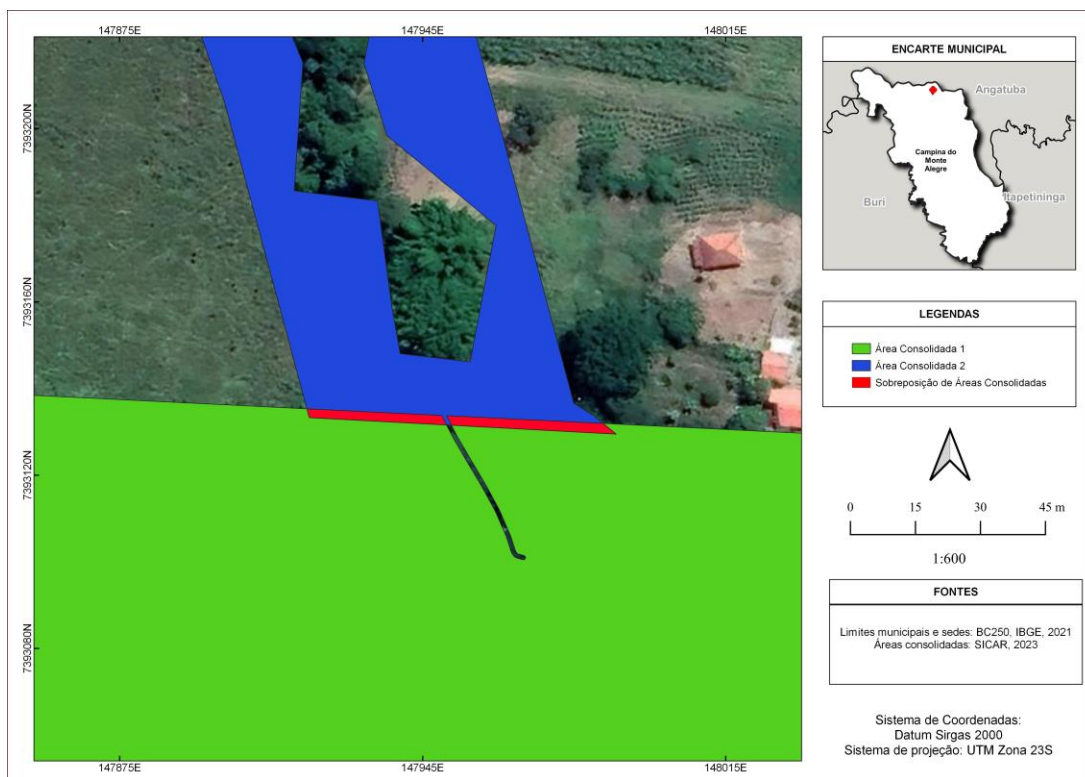 147875E
147945E
148015E
7393200N
7393160N
7393120N
7393080N
147875E
147945E
148015E
ENCARTE MUNICIPAL
Angatuba
Campina do
Monte
Alegre
Buri
Itapetininga
LEGENDAS
Área Consolidada 1
Área Consolidada 2
Sobreposição de Áreas Consolidadas
0 15 30 45 m
1:600
FONTES
Limites municipais e sedes: BC250, IBGE, 2021
Áreas consolidadas: SICAR, 2023
Sistema de Coordenadas:
Datum Sirgas 2000
Sistema de projeção: UTM Zona 23S